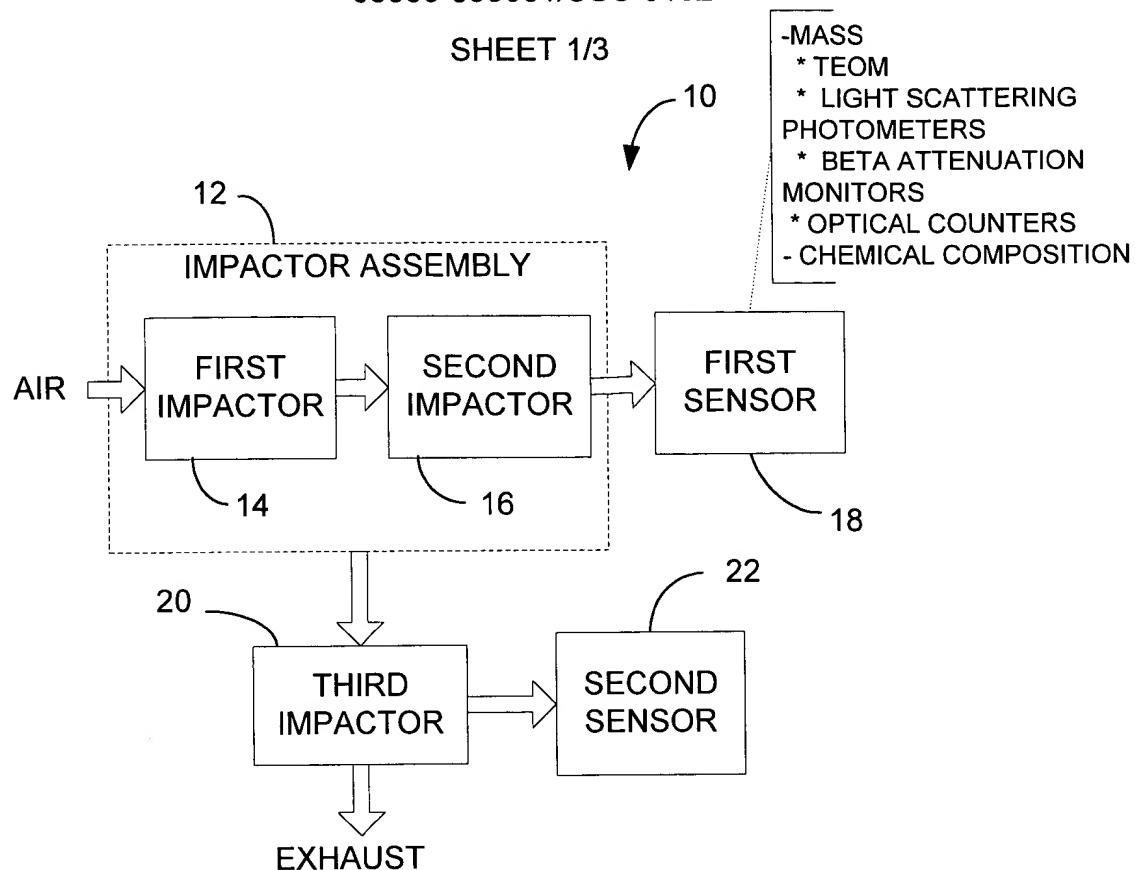 SHEET 1/3
-MASS
* TEOM
* LIGHT SCATTERING
PHOTOMETERS
* BETA ATTENUATION
MONITORS
* OPTICAL COUNTERS
- CHEMICAL COMPOSITION
10
12
IMPACTOR ASSEMBLY
AIR
FIRST
IMPACTOR
SECOND
IMPACTOR
FIRST
SENSOR
14
16
18
20
22
THIRD
IMPACTOR
SECOND
SENSOR
EXHAUST